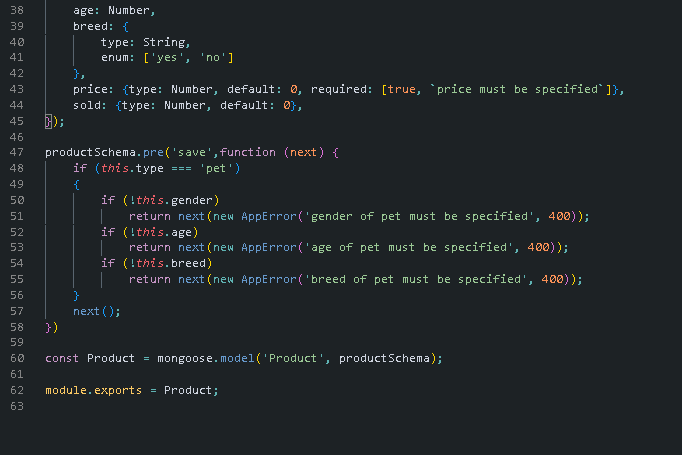 38 age: Number,
39 breed: {
40 type: String,
41 enum: ['yes', 'no']
42 },
43 price: {type: Number, default: 0, required: [true, `price must be specified`]},
44 sold: {type: Number, default: 0},
45 });
46
47 productSchema.pre('save',function (next) {
48 if (this.type === 'pet')
49 {
50 if (!this.gender)
51 return next(new AppError('gender of pet must be specified', 400));
52 if (!this.age)
53 return next(new AppError('age of pet must be specified', 400));
54 if (!this.breed)
55 return next(new AppError('breed of pet must be specified', 400));
56 }
57 next();
58 })
59
60 const Product = mongoose.model('Product', productSchema);
61
62 module.exports = Product;
63